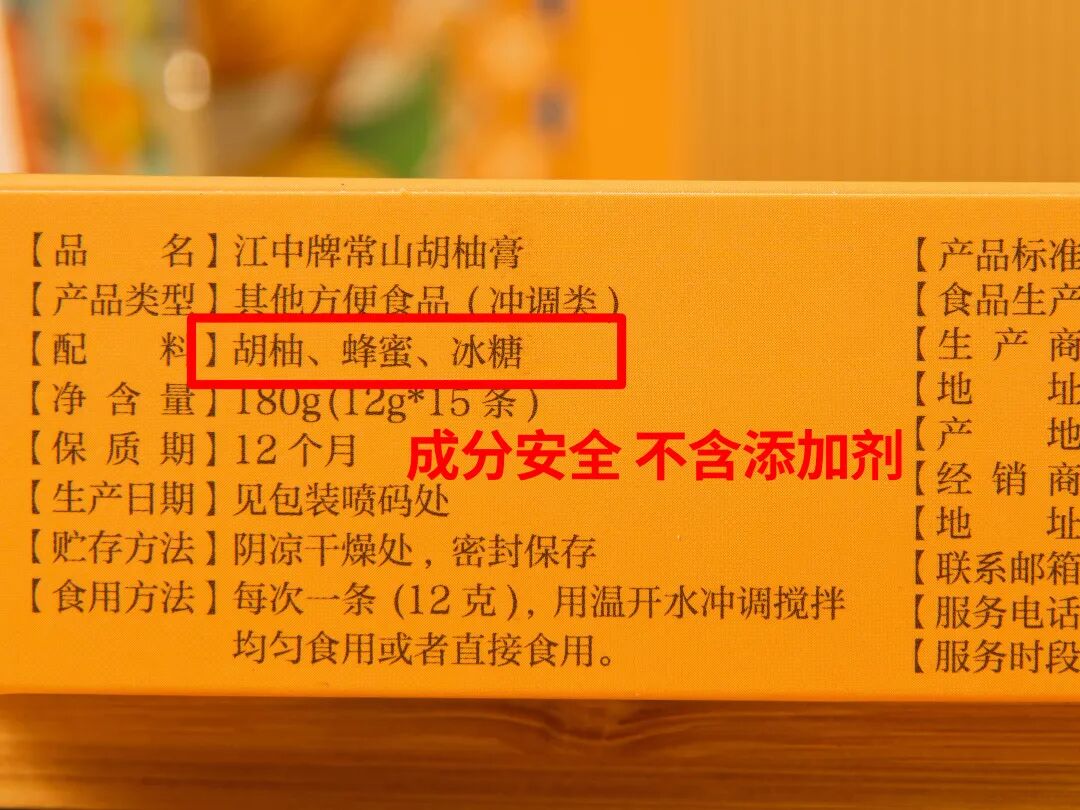 【品 名】江中牌常山胡柚膏
【产品类型】其他方便食品(冲调类)
【配 料】胡柚、蜂蜜、冰糖
【净 含 量】180g(12g*15 条)
【保 质 期】12 个月
成分安全 不含添加剂
【生产日期】见包装喷码处
【贮存方法】阴凉干燥处,密封保存
【食用方法】每次一条 (12 克),用温开水冲调搅拌
均匀食用或者直接食用。
【产品标准
【食品生产
【生 产 商
【地 址
【产 地
【经 销 商
【地 址
【联系邮箱
【服务电话
【服务时段